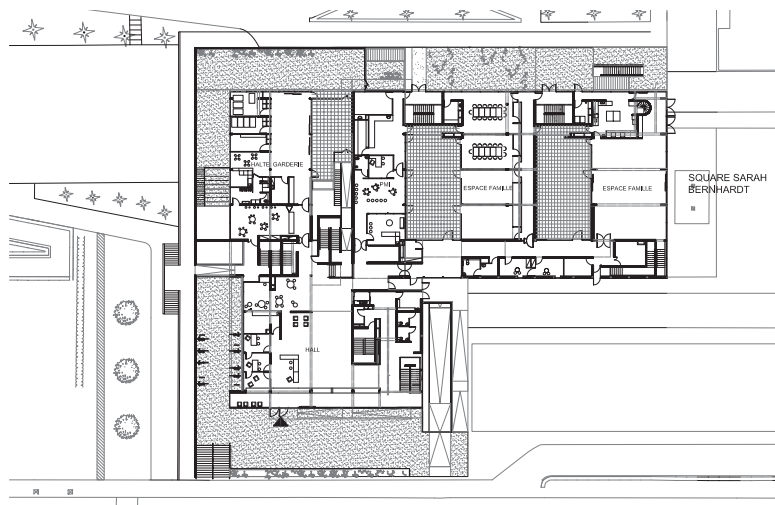 HALTE GARDERIE
PMI
ESPACE FAMILLE
ESPACE FAMILLE
SQUARE SARAH
BERNHARDT
HALL